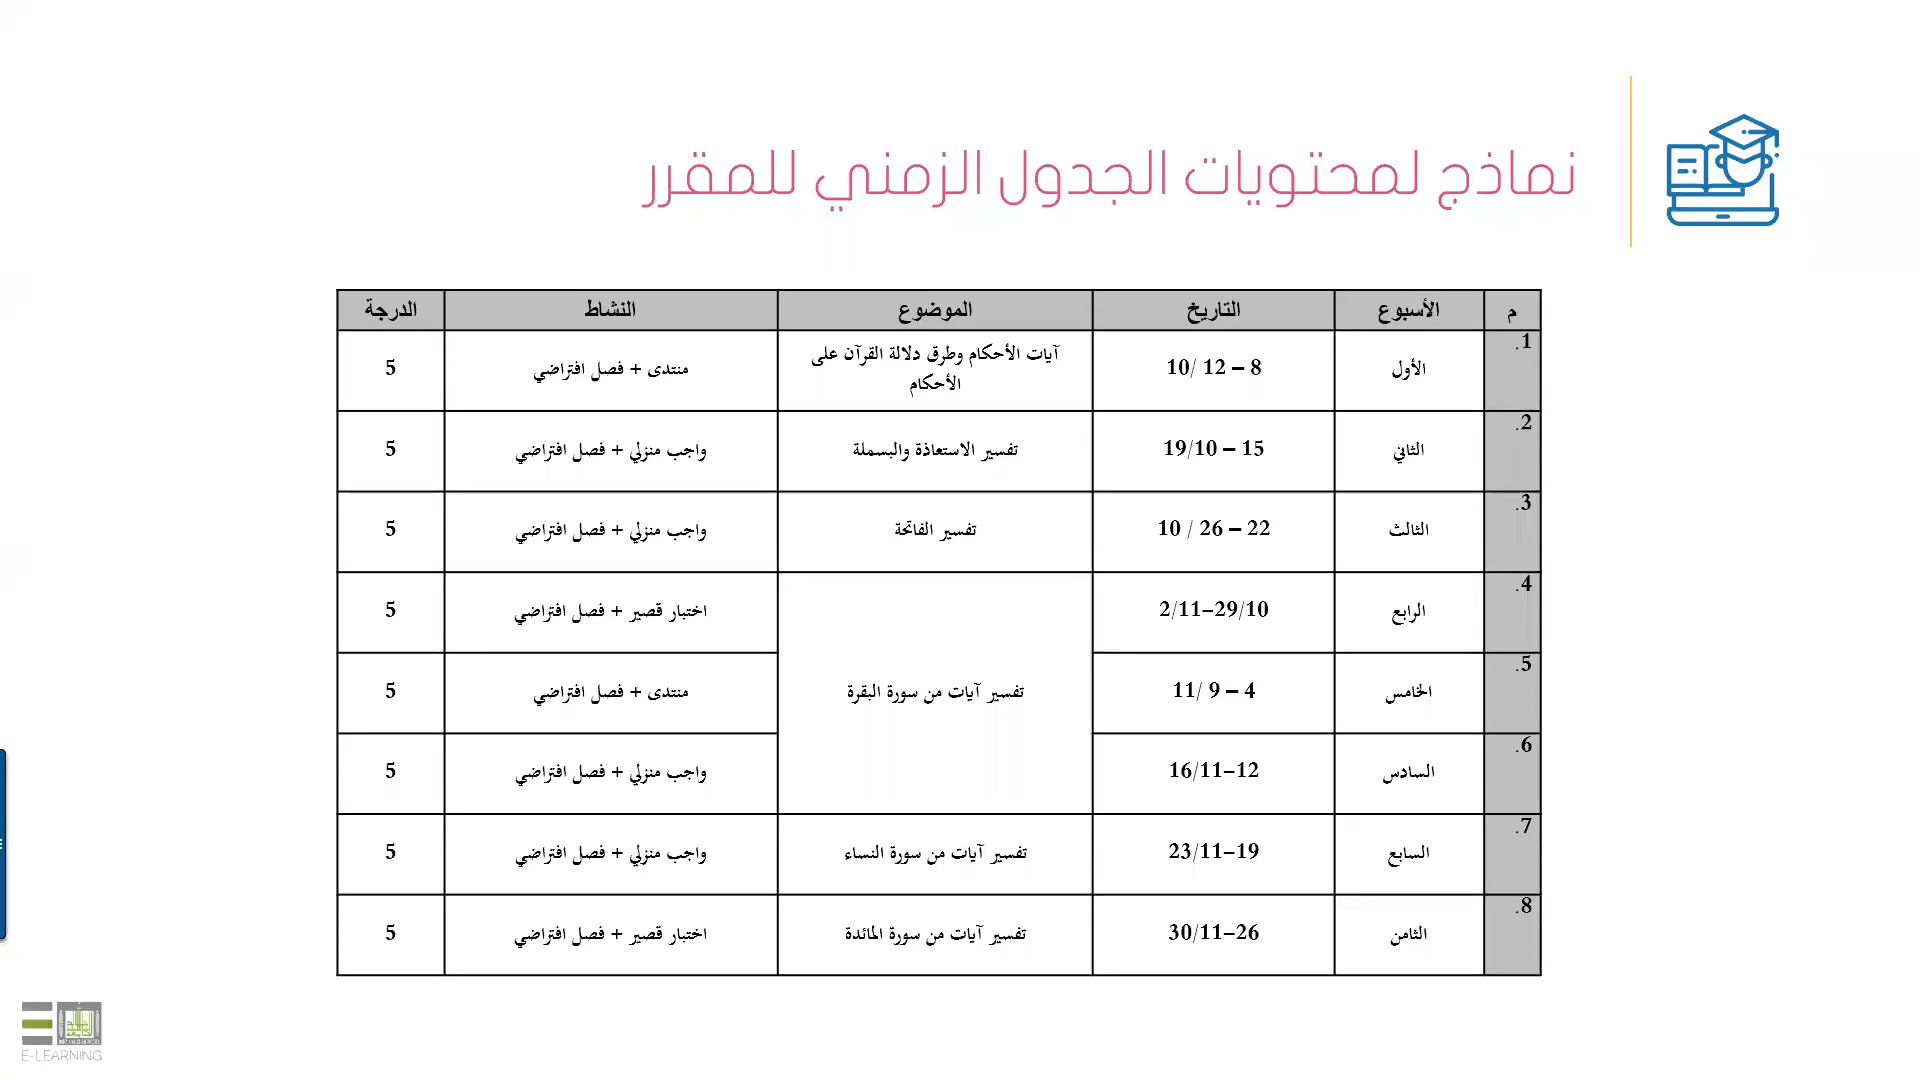 نماذج لمحتويات الجدول الزمني للمقرر
م الأسبوع التاريخ الموضوع النشاط الدرجة
1. الأول 8 – 12 /10 آيات الأحكام وطرق دلالة القرآن على الأحكام منتدى + فصل افتراضي 5
2. الثاني 15 – 19/10 تفسير الاستعاذة والبسملة واجب منزلي + فصل افتراضي 5
3. الثالث 22 – 26 / 10 تفسير الفاتحة واجب منزلي + فصل افتراضي 5
4. الرابع 29/10–2/11 اختبار قصير + فصل افتراضي 5
5. الخامس 4 – 9 /11 تفسير آيات من سورة البقرة منتدى + فصل افتراضي 5
6. السادس 12–16/11 واجب منزلي + فصل افتراضي 5
7. السابع 19–23/11 تفسير آيات من سورة النساء واجب منزلي + فصل افتراضي 5
8. الثامن 26–30/11 تفسير آيات من سورة المائدة اختبار قصير + فصل افتراضي 5
E-LEARNING